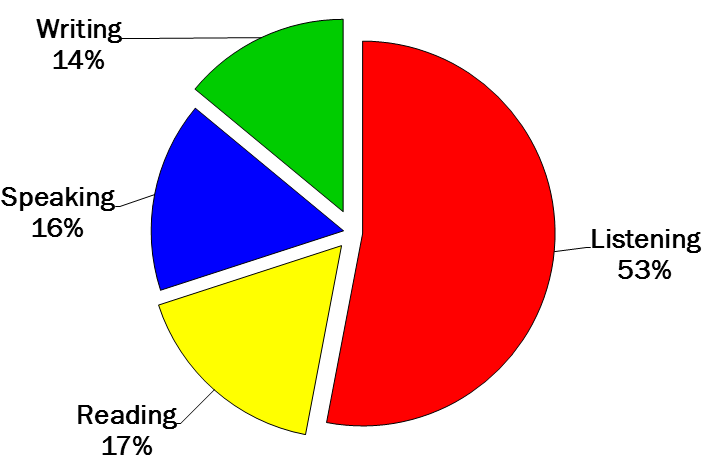 Writing
14%
Speaking
16%
Listening
53%
Reading
17%